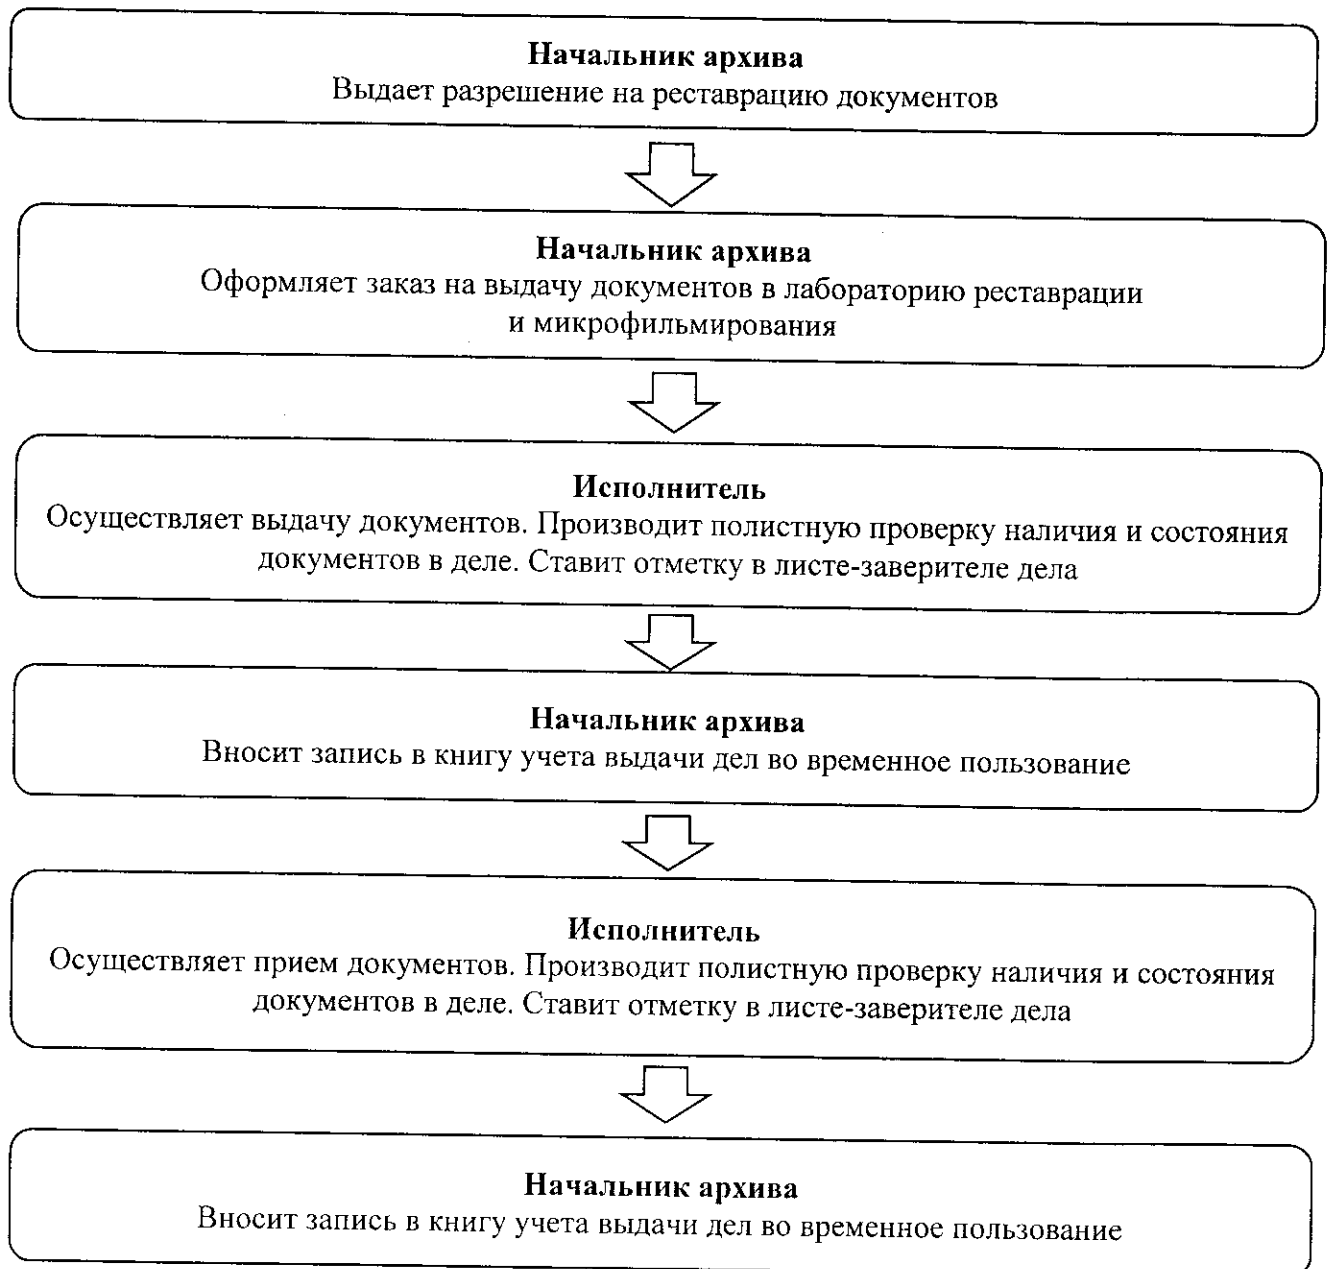 Начальник архива
Выдает разрешение на реставрацию документов
Начальник архива
Оформляет заказ на выдачу документов в лабораторию реставрации
и микрофильмирования
Исполнитель
Осуществляет выдачу документов. Производит полистную проверку наличия и состояния
документов в деле. Ставит отметку в листе-заверителе дела
Начальник архива
Вносит запись в книгу учета выдачи дел во временное пользование
Исполнитель
Осуществляет прием документов. Производит полистную проверку наличия и состояния
документов в деле. Ставит отметку в листе-заверителе дела
Начальник архива
Вносит запись в книгу учета выдачи дел во временное пользование